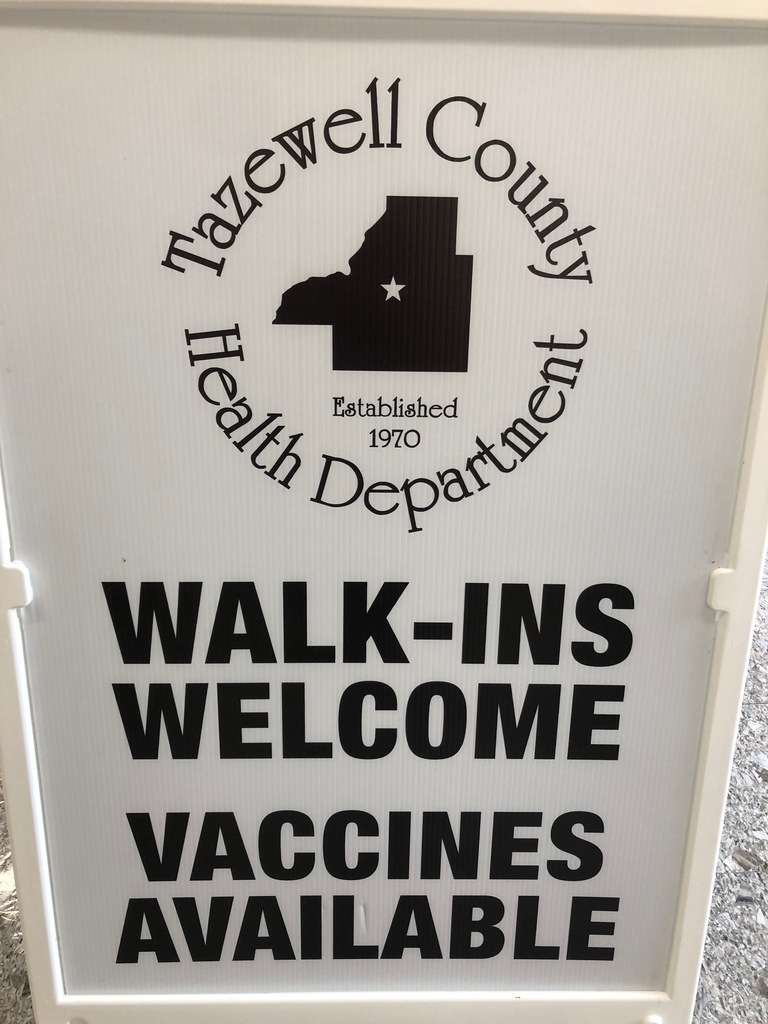 Tazewell County
Health Department
Established
1970
WALK-INS
WELCOME
VACCINES
AVAILABLE